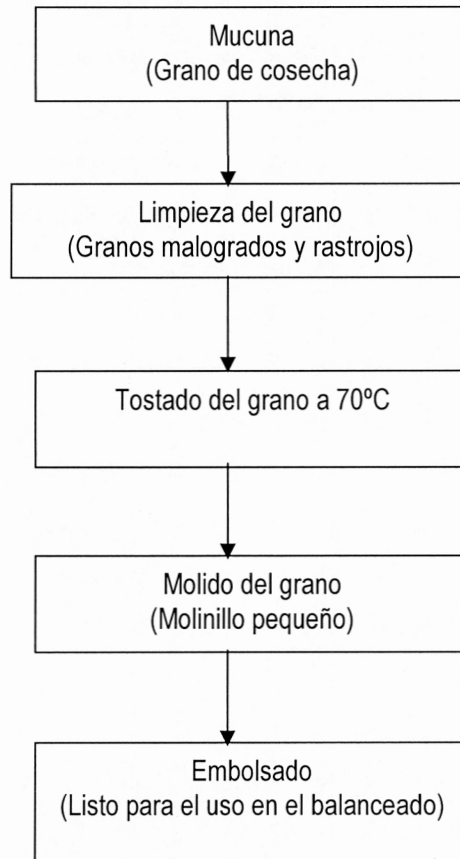 Mucuna
(Grano de cosecha)
Limpieza del grano
(Granos malogrados y rastrojos)
Tostado del grano a 70ºC
Molido del grano
(Molinillo pequeño)
Embolsado
(Listo para el uso en el balanceado)